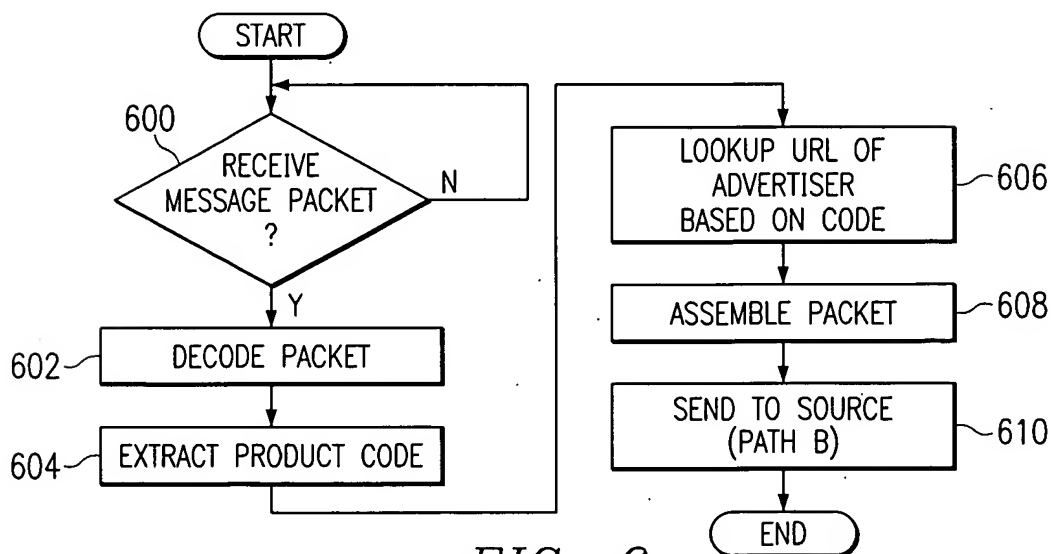 START
600
RECEIVE
MESSAGE PACKET
?
N
Y
602
DECODE PACKET
604
EXTRACT PRODUCT CODE
LOOKUP URL OF
ADVERTISER
BASED ON CODE
606
ASSEMBLE PACKET
608
SEND TO SOURCE
(PATH B)
610
END
FIG.